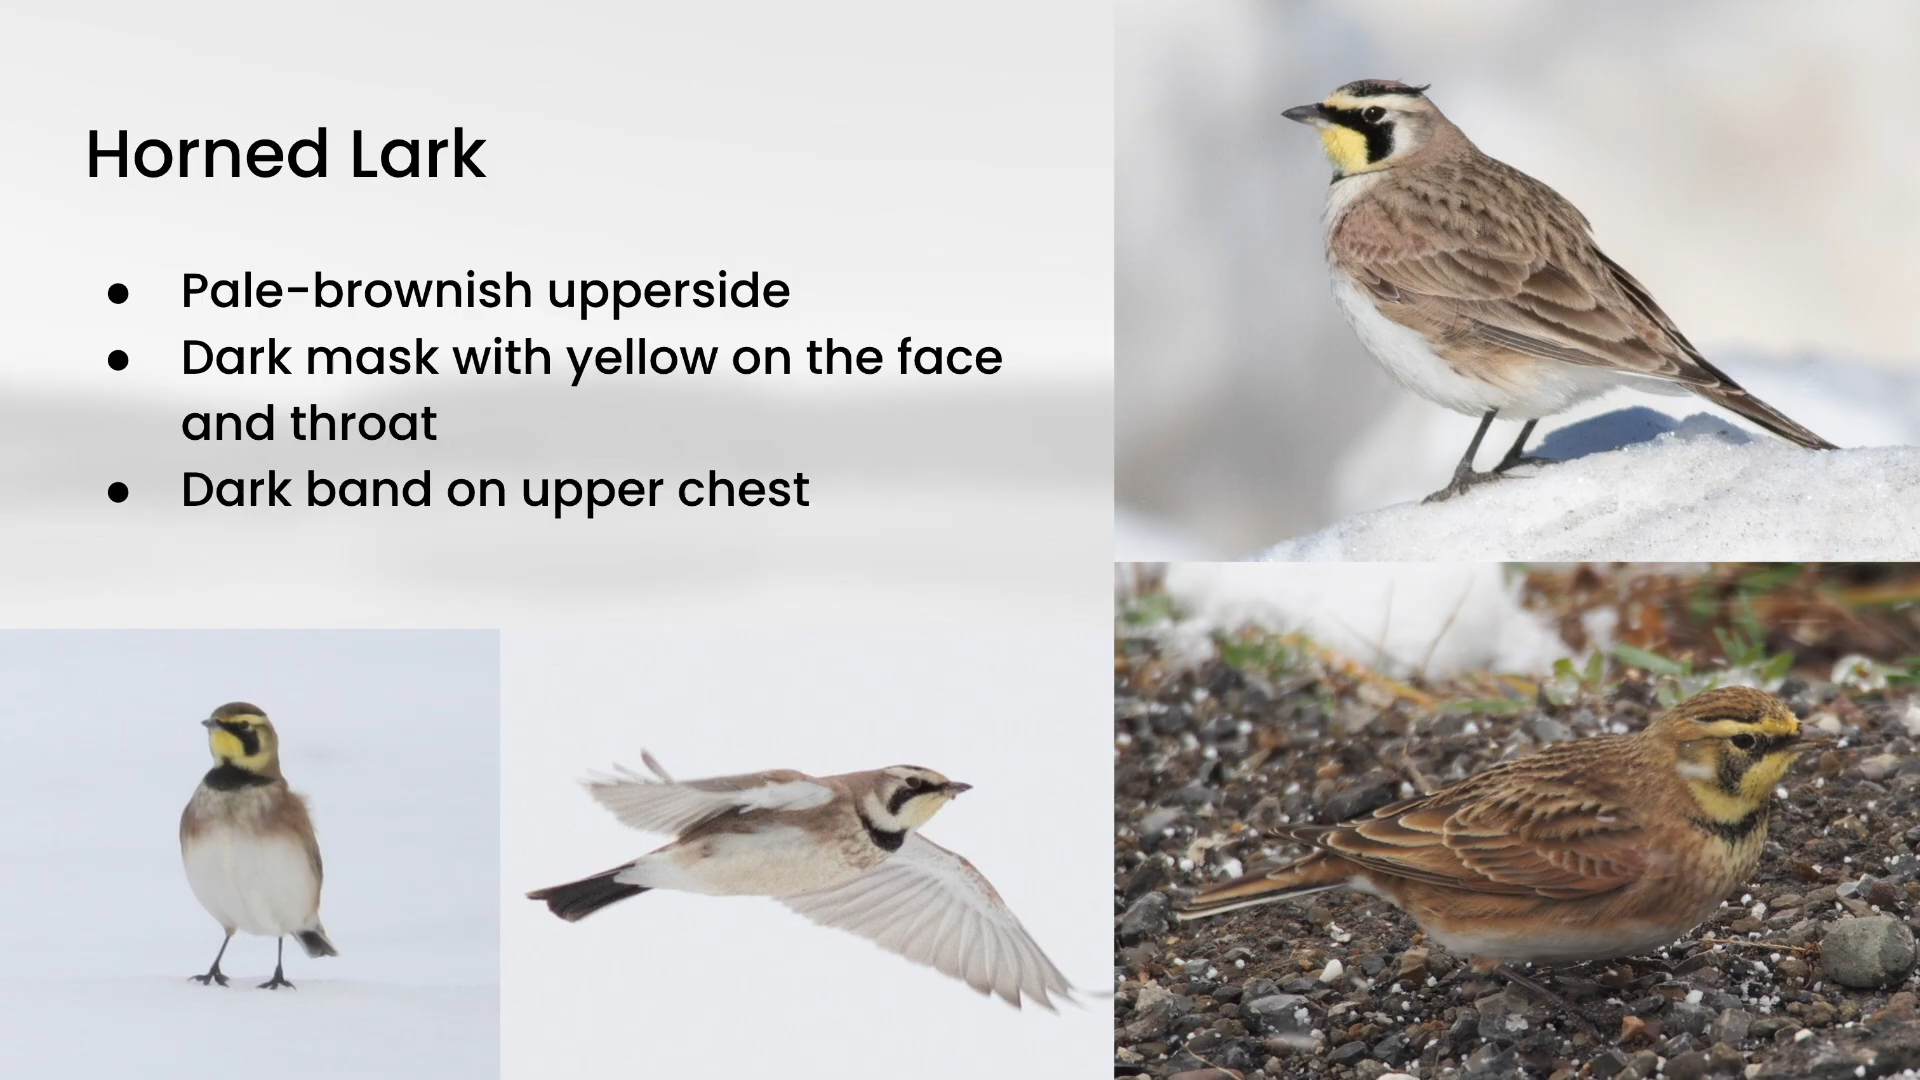 Horned Lark
● Pale-brownish upperside
● Dark mask with yellow on the face
and throat
● Dark band on upper chest